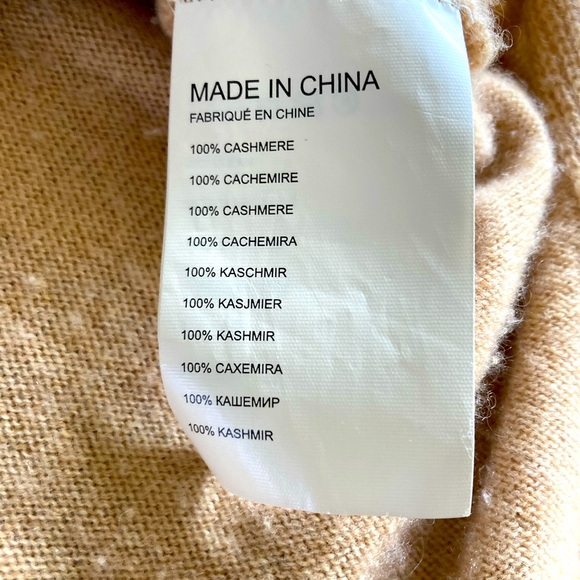 MADE IN CHINA
FABRIQUÉ EN CHINE
100% CASHMERE
100% CACHEMIRE
100% CASHMERE
100% CACHEMIRA
100% KASCHMIR
100% KASJMIER
100% KASHMIR
100% CAXEMIRA
100% КАШЕМИР
100% KASHMIR